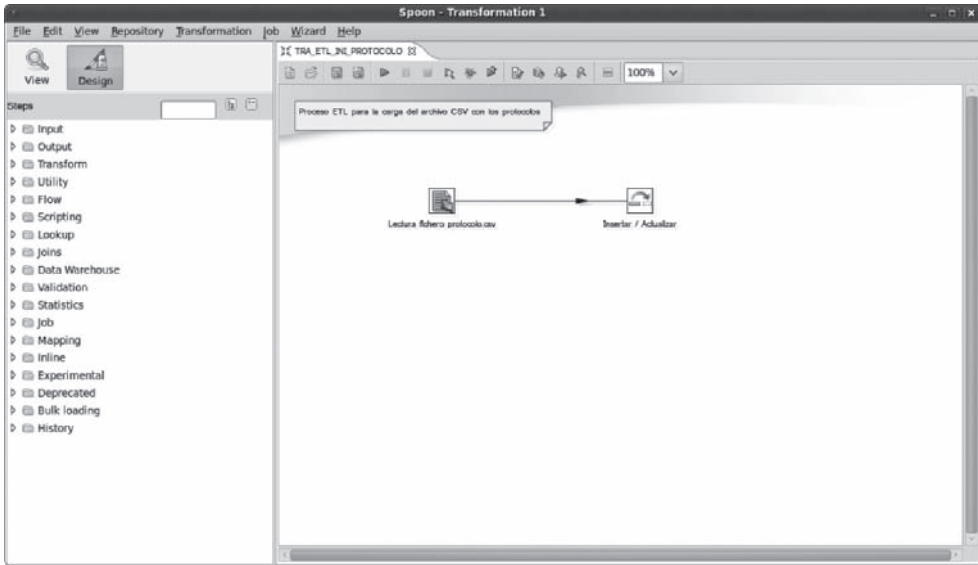 Spoon - Transformation 1
File Edit View Repository Transformation Job Wizard Help
View
Design
TRA_ETL_INI_PROTOCOLO
100%
Steps
Proceso ETL para la carga del archivo CSV con los protocolos
Input
Output
Transform
Utility
Flow
Scripting
Lookup
Joins
Data Warehouse
Validation
Statistics
Job
Mapping
Inline
Experimental
Deprecated
Bulk loading
History
Lectura fichero protocolo.csv
Insertar / Actualizar